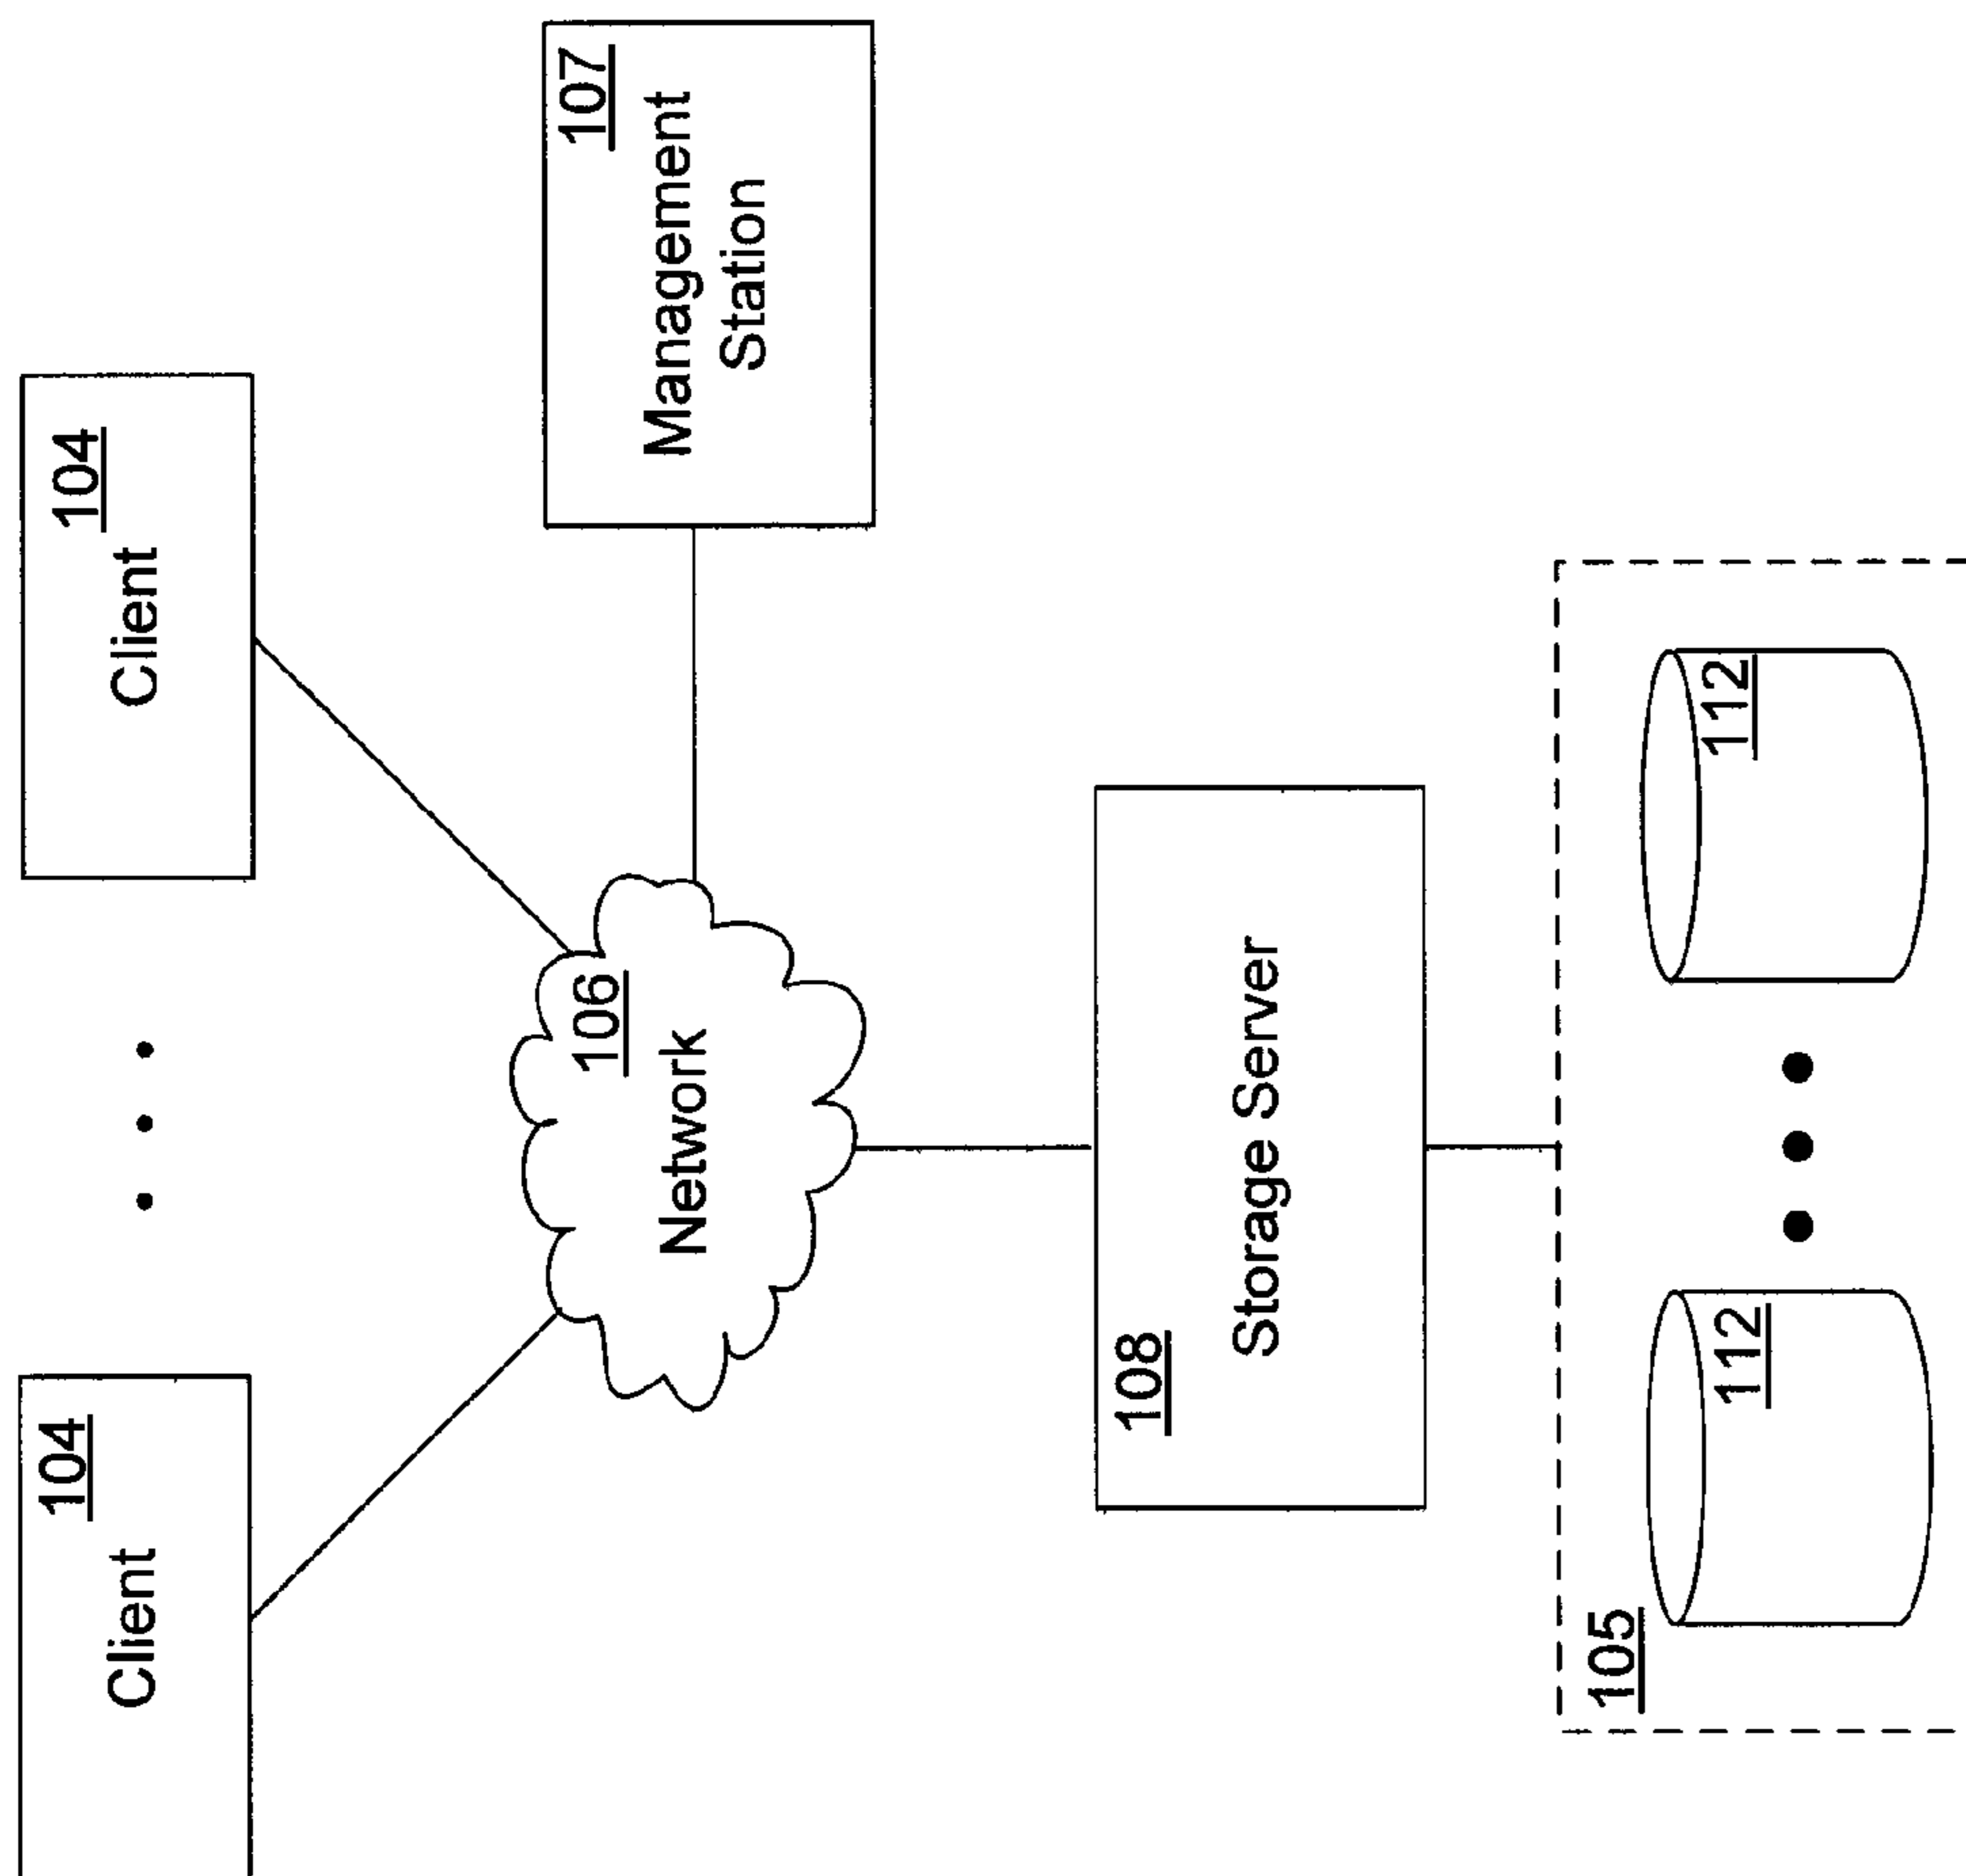 104
Client
104
Client
107
Management
Station
106
Network
108
Storage Server
105
112
112